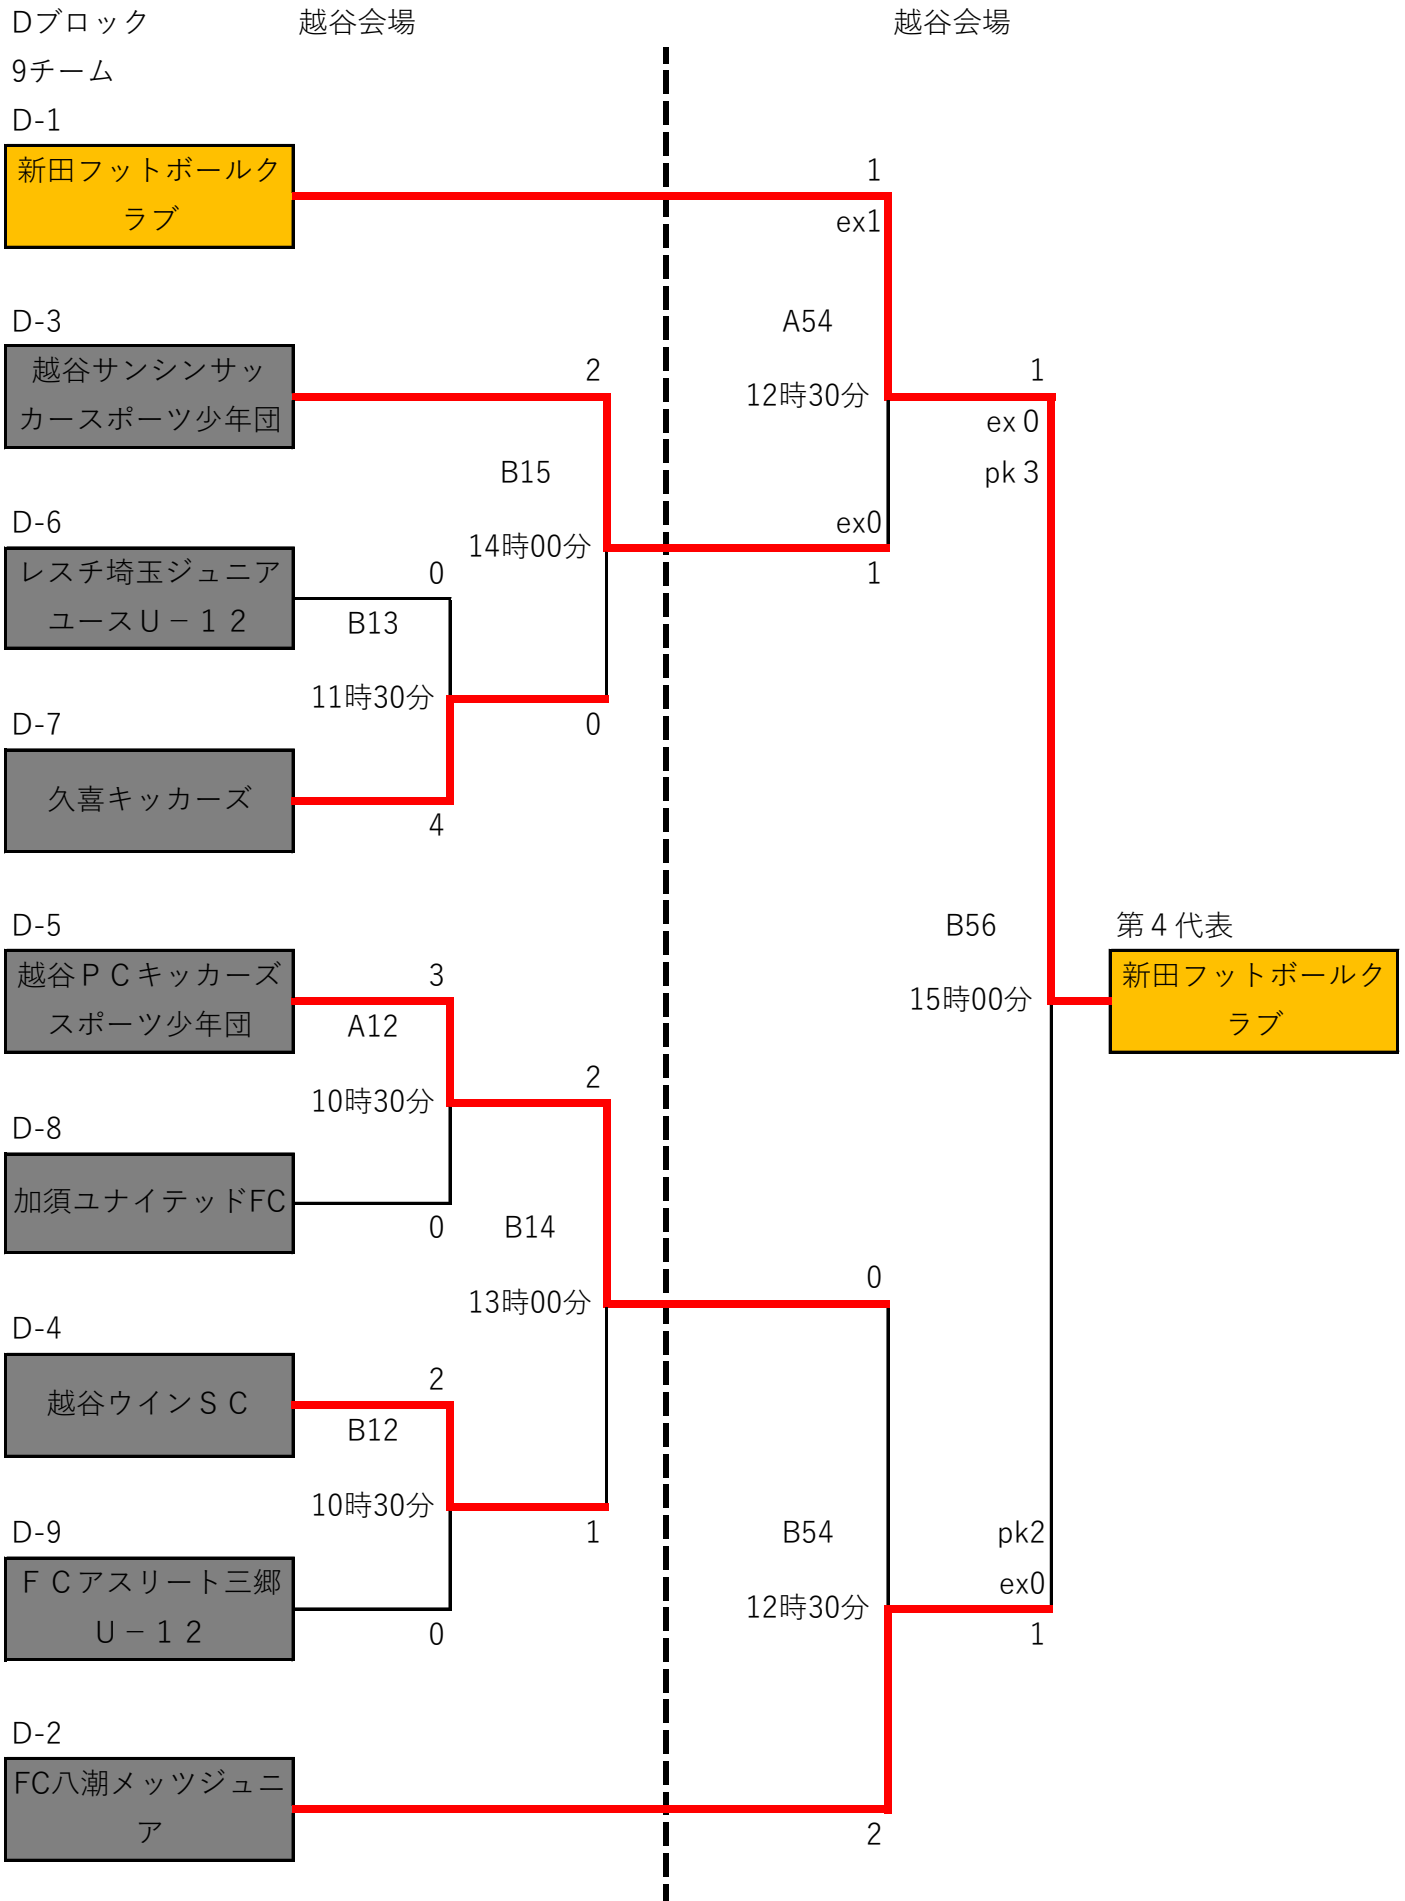 Dブロック 越谷会場 越谷会場
9チーム
D-1
新田フットボールク
ラブ
1
ex1
D-3
越谷サンシンサッ
カースポーツ少年団
2
A54
12時30分
1
ex 0
pk 3
B15
14時00分
ex0
1
D-6
レスチ埼玉ジュニア
ユースU－１２
0
B13
11時30分
D-7
久喜キッカーズ
0
4
D-5
越谷ＰＣキッカーズ
スポーツ少年団
3
A12
10時30分
2
B56
15時00分
第４代表
新田フットボールク
ラブ
D-8
加須ユナイテッドFC
0
B14
13時00分
0
D-4
越谷ウインＳＣ
2
B12
10時30分
1
D-9
ＦＣアスリート三郷
U－１２
0
B54
12時30分
pk2
ex0
1
D-2
FC八潮メッツジュニ
ア
2